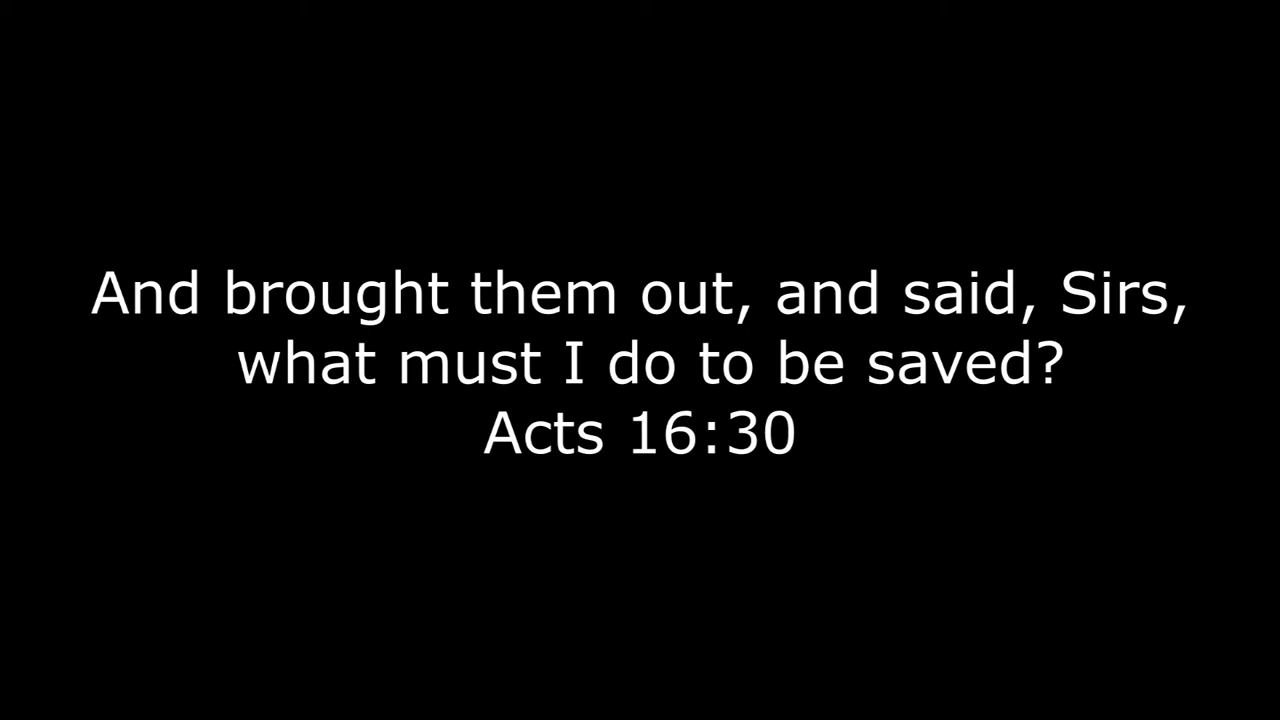 And brought them out, and said, Sirs,
what must I do to be saved?
Acts 16:30